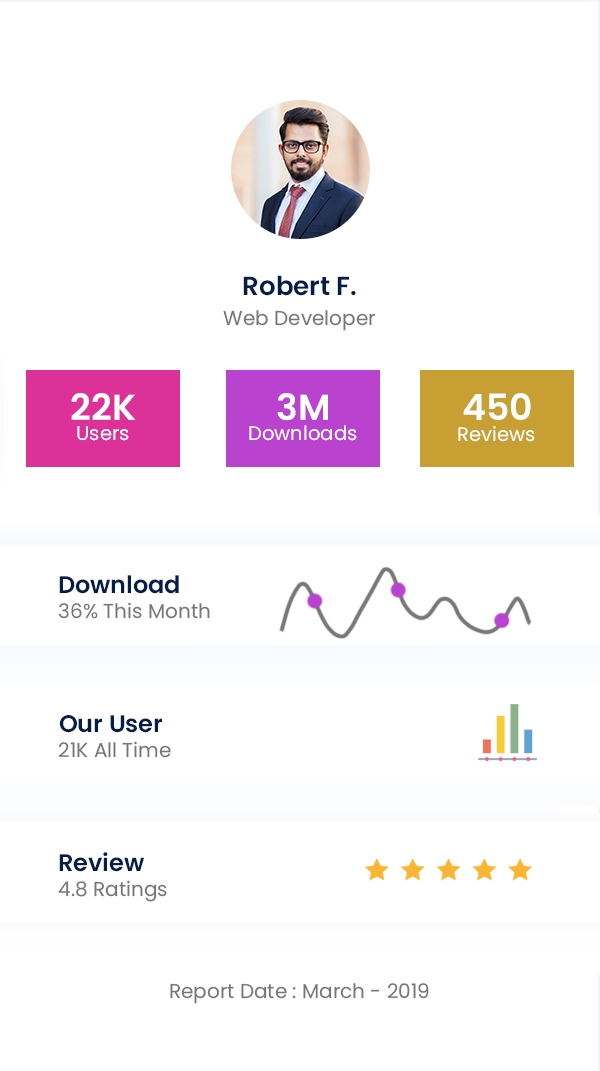 Robert F.
Web Developer
22K
Users
3M
Downloads
450
Reviews
Download
36% This Month
Our User
21K All Time
Review
4.8 Ratings
Report Date : March - 2019